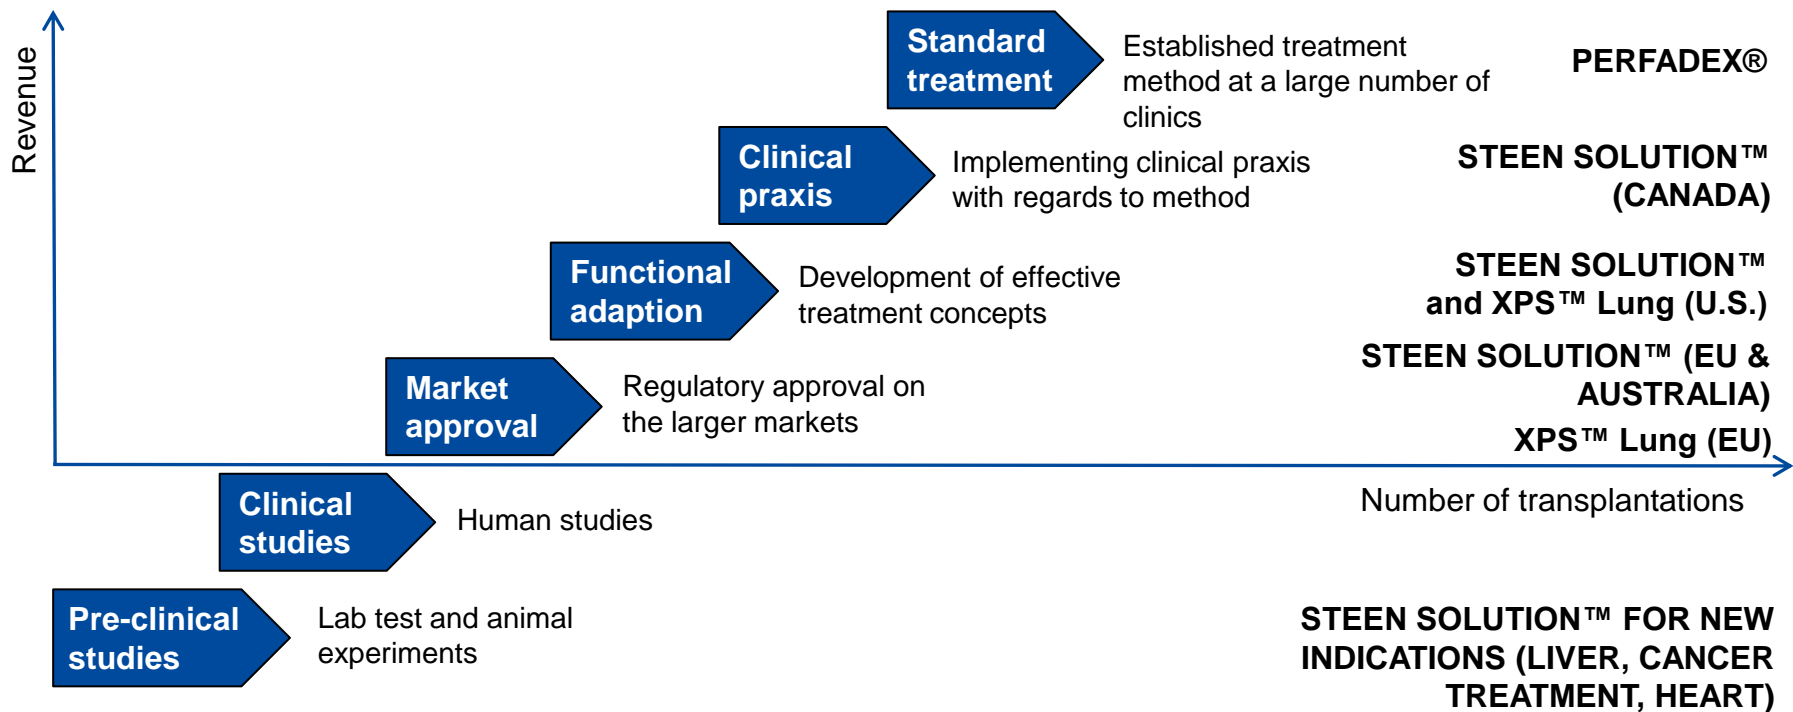 Revenue
Standard
treatment
Established treatment
method at a large number of
clinics
PERFADEX®
Clinical
praxis
Implementing clinical praxis
with regards to method
STEEN SOLUTION™
(CANADA)
Functional
adaption
Development of effective
treatment concepts
STEEN SOLUTION™
and XPS™ Lung (U.S.)
Market
approval
Regulatory approval on
the larger markets
STEEN SOLUTION™ (EU &
AUSTRALIA)
XPS™ Lung (EU)
Number of transplantations
Clinical
studies
Human studies
Pre-clinical
studies
Lab test and animal
experiments
STEEN SOLUTION™ FOR NEW
INDICATIONS (LIVER, CANCER
TREATMENT, HEART)